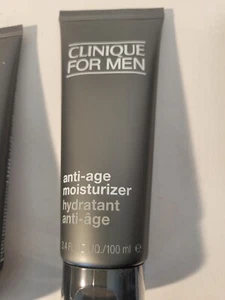 CLINIQUE
FOR MEN
anti-age
moisturizer
hydratant
anti-âge
/100 ml e